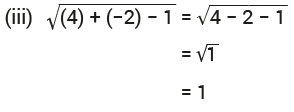 (iii) √(4) + (−2) − 1 = √4 − 2 − 1
= √1
= 1